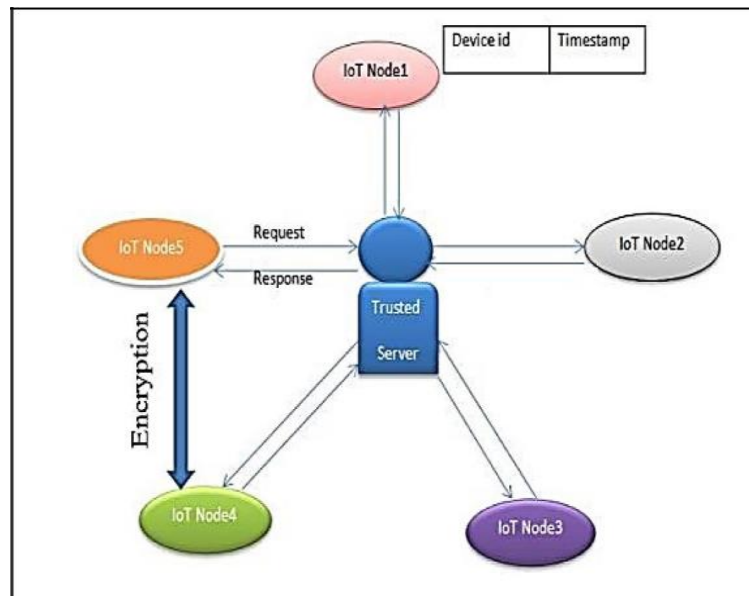 Device id Timestamp
IoT Node1
IoT Node5
Request
IoT Node2
Response
Trusted
Server
Encryption
IoT Node4
IoT Node3